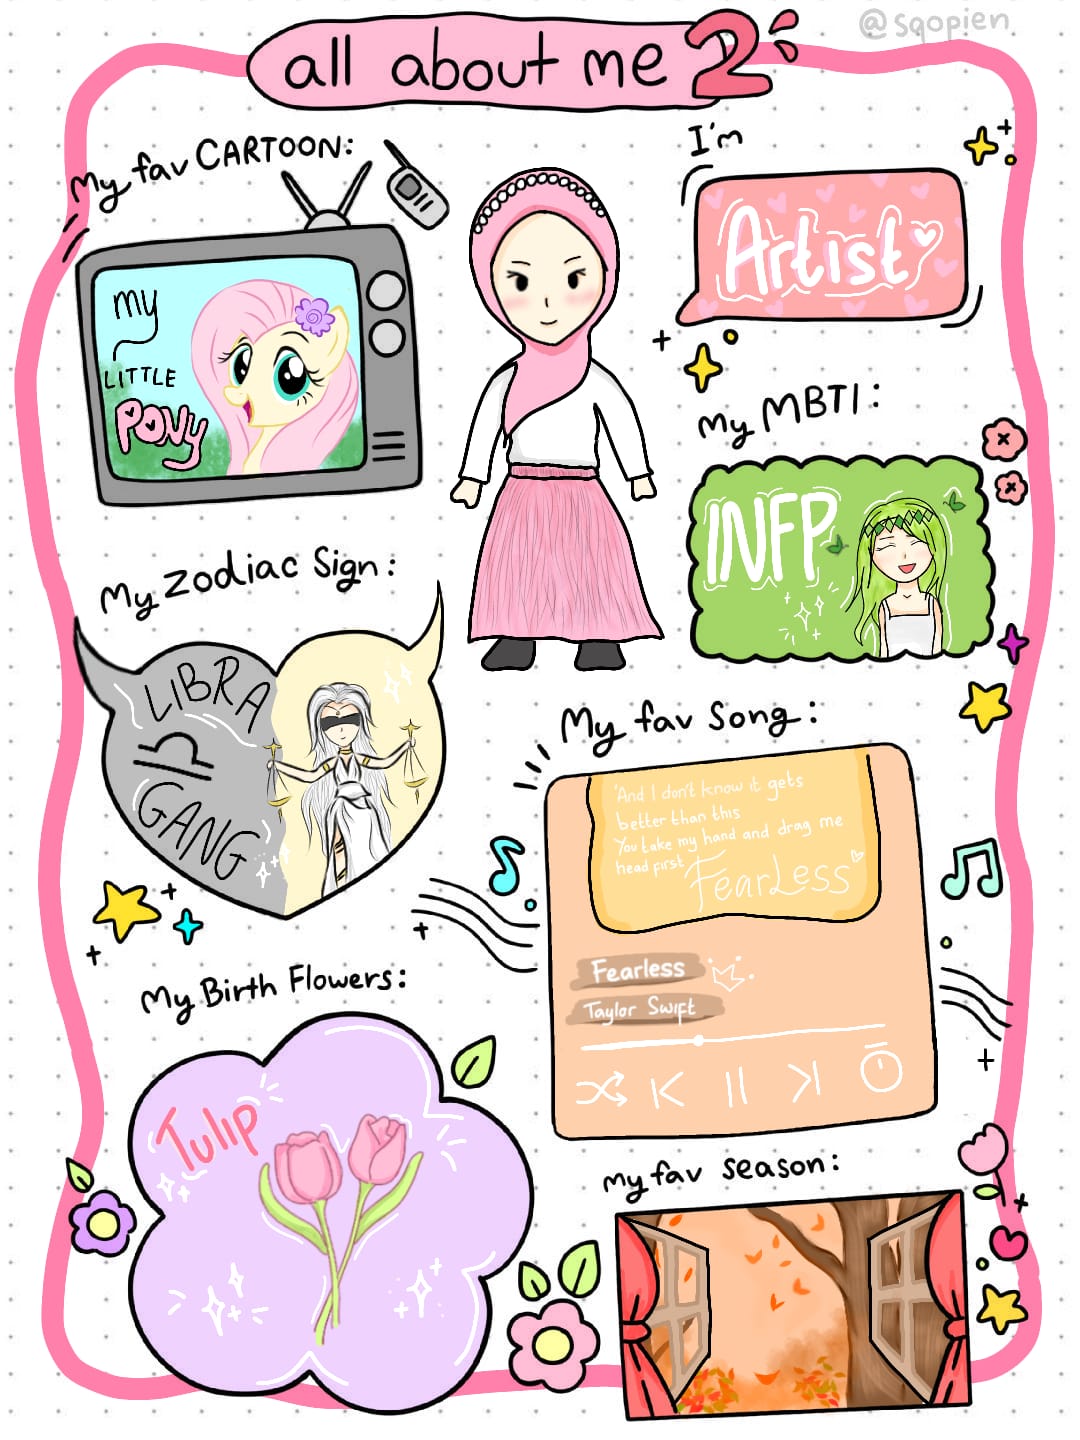 @sqopien
all about me 2
My fav CARTOON:
my
LITTLE
PONY
I'm
Artist
My MBTI:
INFP
My Zodiac Sign:
LIBRA
GANG
My fav Song:
'And I don't know it gets
better than this
You take my hand and drag me
head first
FearLess
Fearless
Taylor Swift
My Birth Flowers:
Tulip
my fav season: